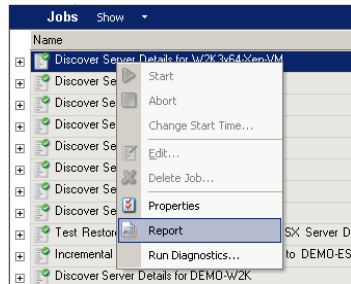 Jobs Show
Name
Discover Server Details for W2K3x64-Xen-VM
Discover Se
Start
Discover Se
Abort
Discover Se
Change Start Time...
Discover Se
Edit...
Discover Se
Delete Job...
Discover Se
Properties
Discover Se
Test Restor
Report
SX Server D
Incremental
Run Diagnostics...
to DEMO-ES
Discover Server Details for DEMO-W2K